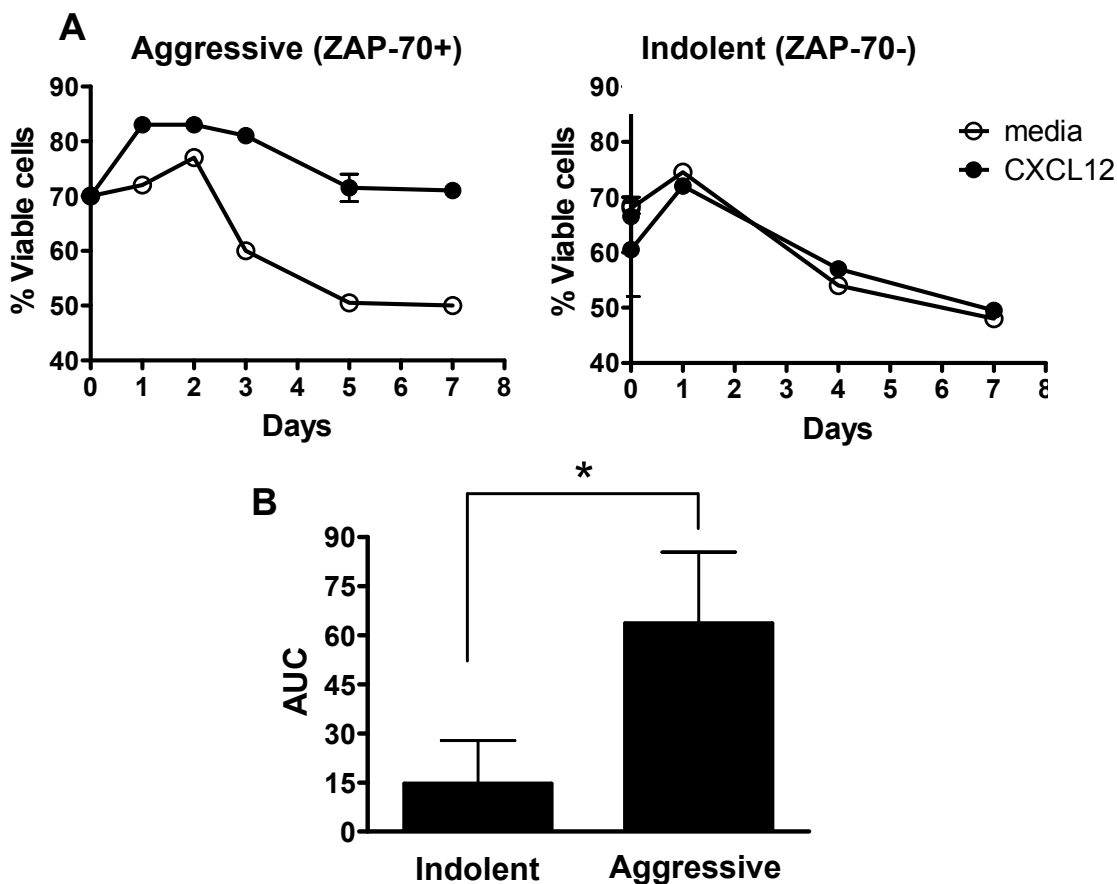 A
Aggressive (ZAP-70+)
Indolent (ZAP-70-)
90
80
70
60
50
40
% Viable cells
0 1 2 3 5 6 7 8
Days
90
80
70
60
50
40
% Viable cells
0 1 2 3 4 5 6 7 8
Days
media
CXCL12
B
*
90
75
60
45
30
15
0
AUC
Indolent
Aggressive